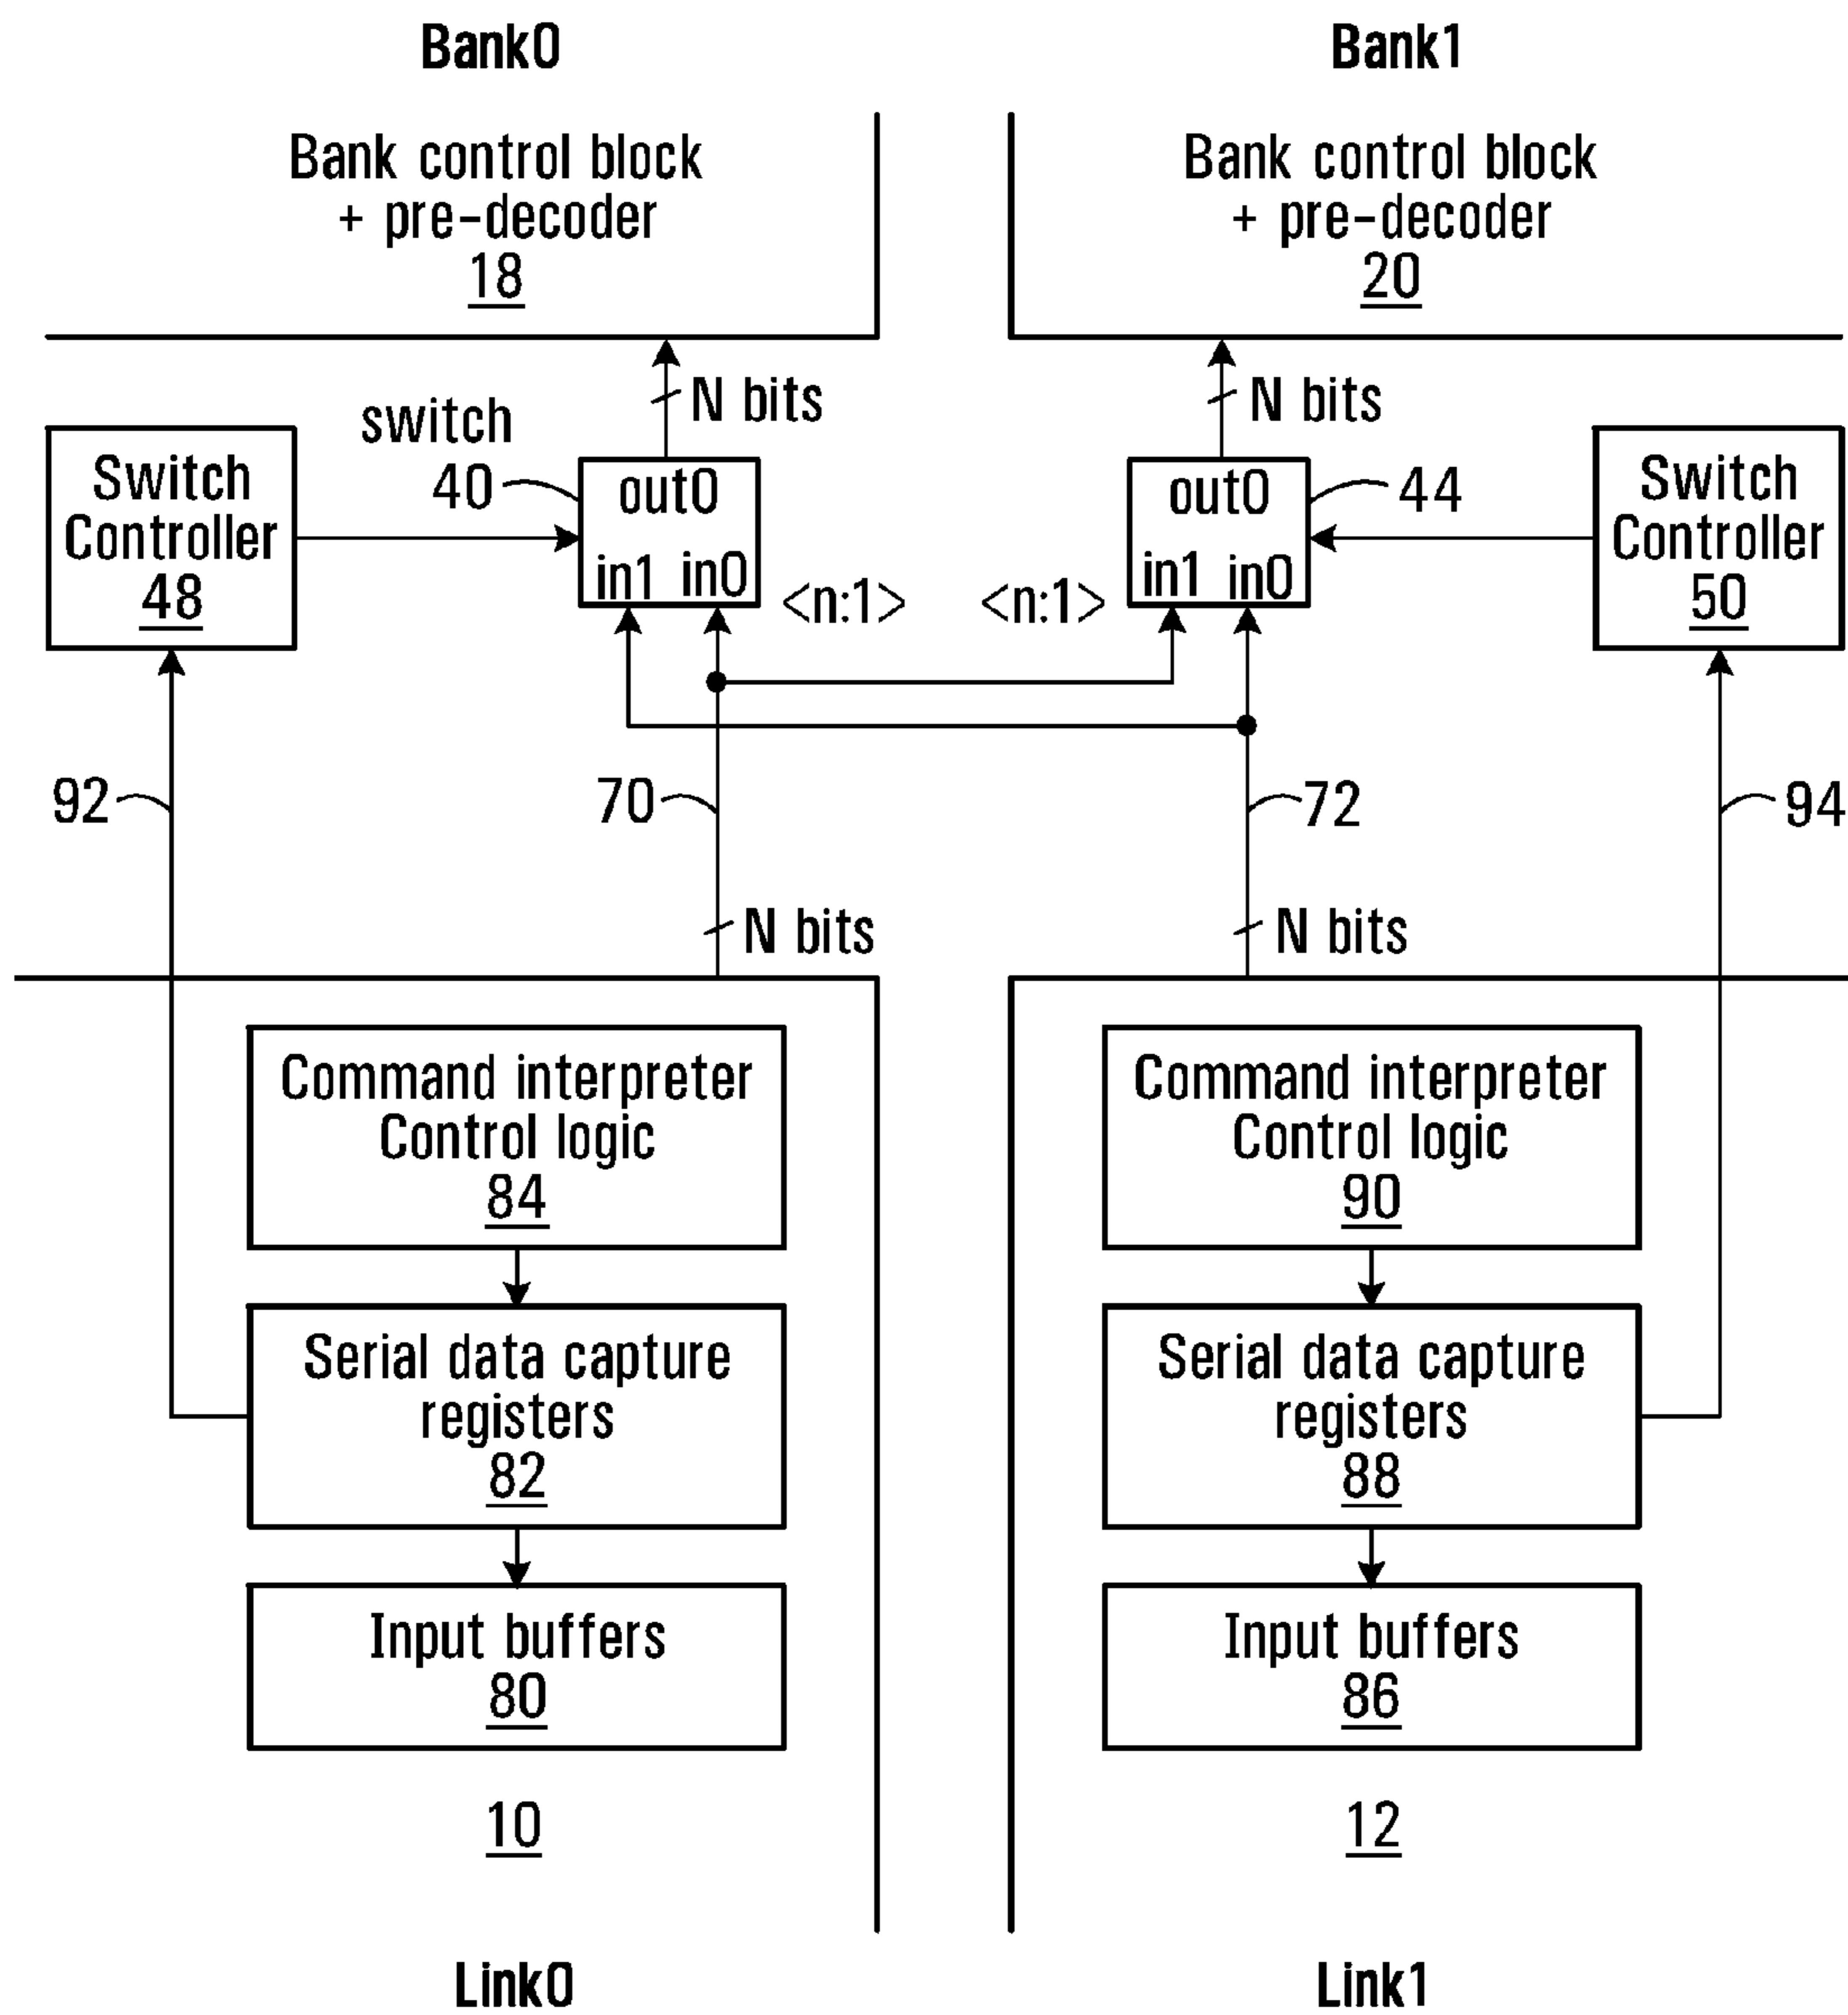 Bank0
Bank1
Bank control block
+ pre-decoder
18
Bank control block
+ pre-decoder
20
N bits
N bits
switch
40
Switch
Controller
48
out0
in1 in0
<n:1>
<n:1>
out0
in1 in0
44
Switch
Controller
50
92
70
72
94
N bits
N bits
Command interpreter
Control logic
84
Command interpreter
Control logic
90
Serial data capture
registers
82
Serial data capture
registers
88
Input buffers
80
Input buffers
86
10
12
Link0
Link1